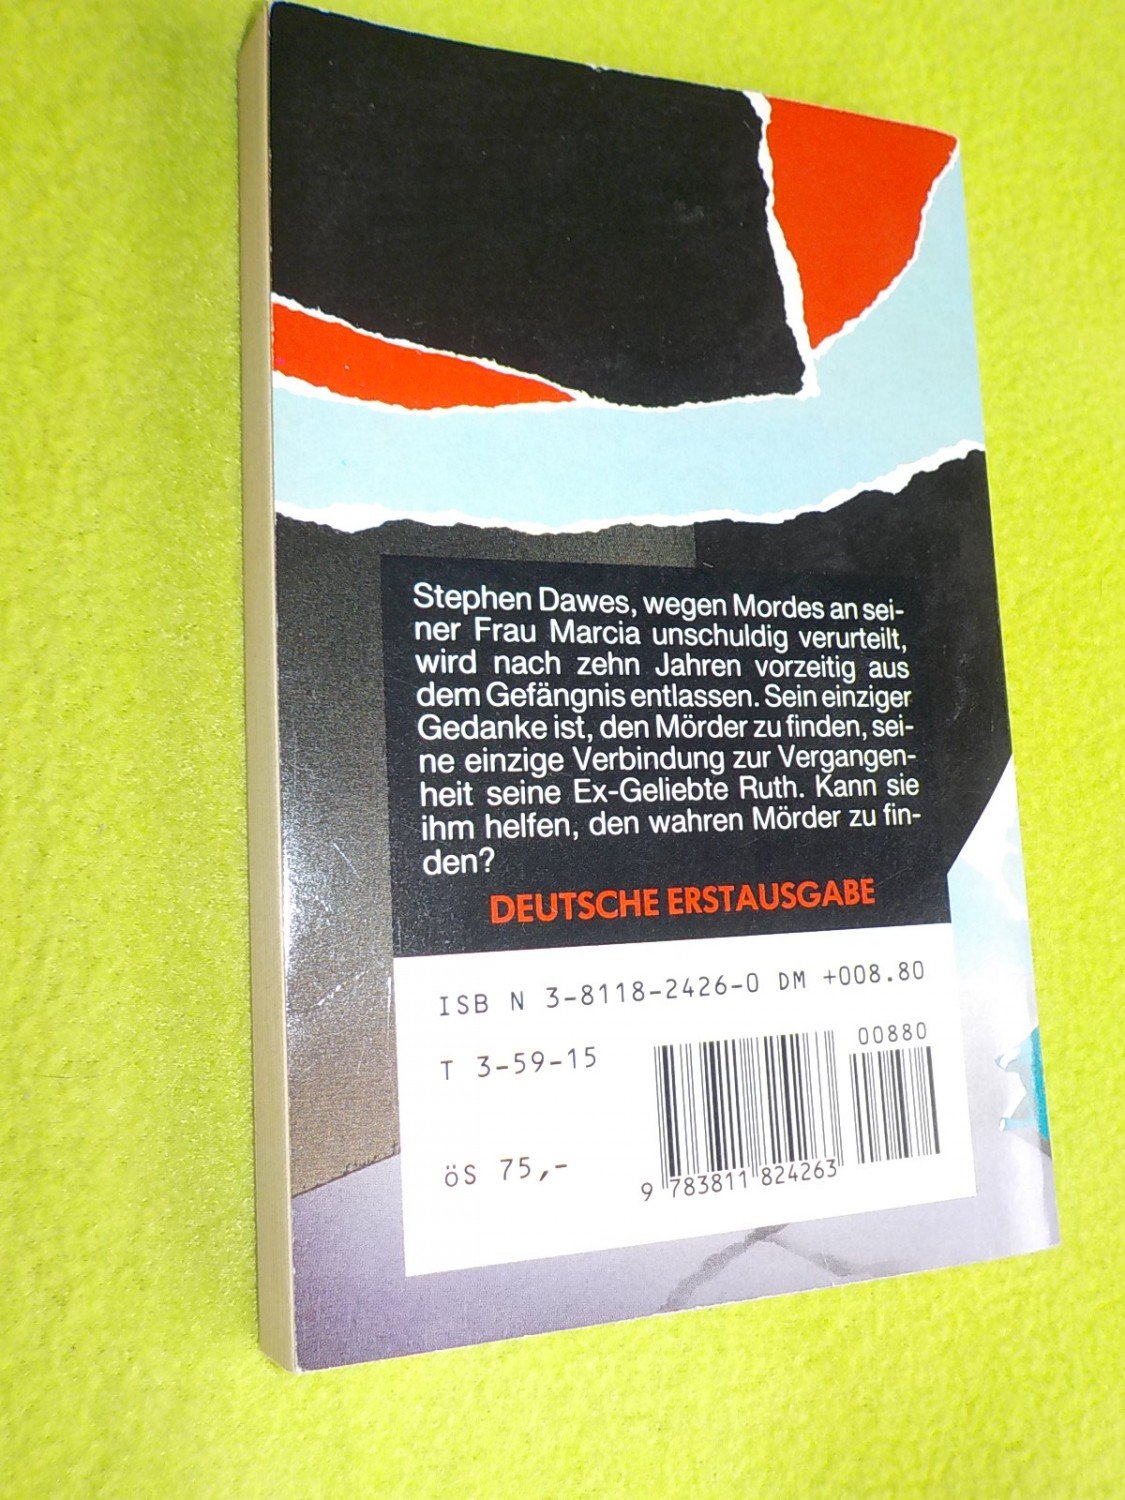 Stephen Dawes, wegen Mordes an sei-
ner Frau Marcia unschuldig verurteilt,
wird nach zehn Jahren vorzeitig aus
dem Gefängnis entlassen. Sein einziger
Gedanke ist, den Mörder zu finden, sei-
ne einzige Verbindung zur Vergangen-
heit seine Ex-Geliebte Ruth. Kann sie
ihm helfen, den wahren Mörder zu fin-
den?
DEUTSCHE ERSTAUSGABE
ISB N 3-8118-2426-0 DM +008.80
T 3-59-15
00880
öS 75,-
9 783811 824263